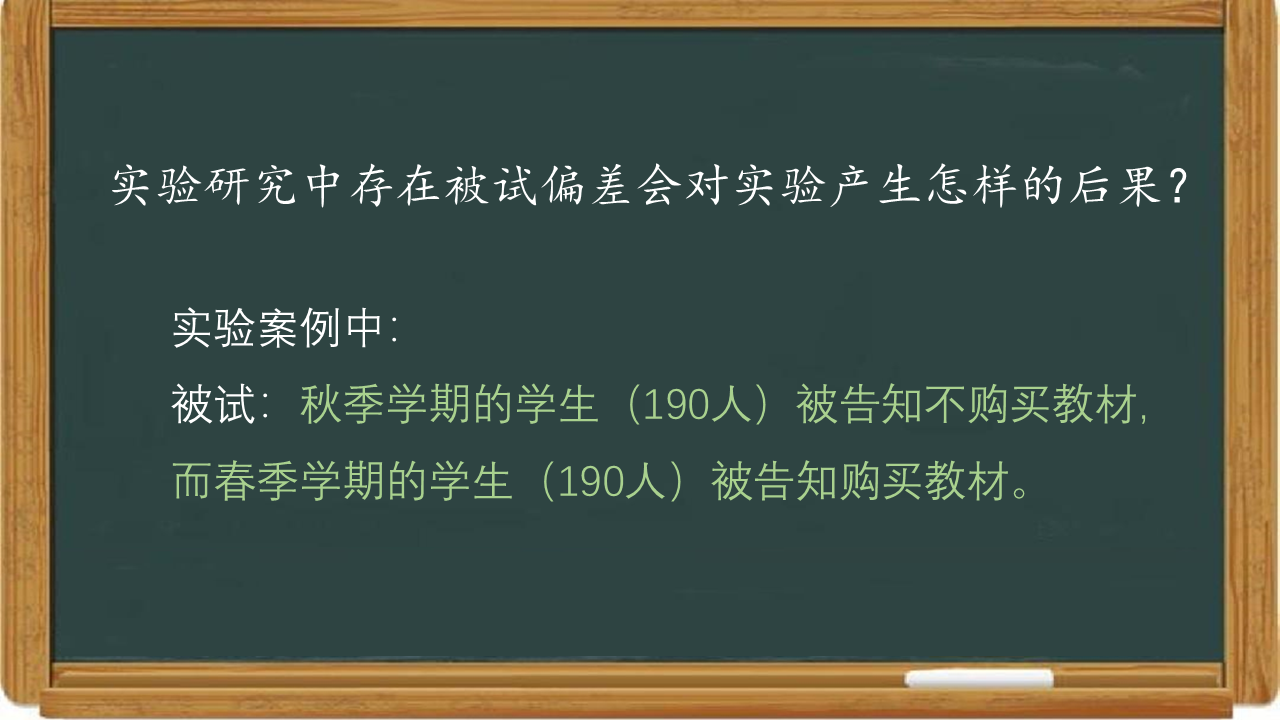 实验研究中存在被试偏差会对实验产生怎样的后果？
实验案例中：
被试：秋季学期的学生（190人）被告知不购买教材，
而春季学期的学生（190人）被告知购买教材。